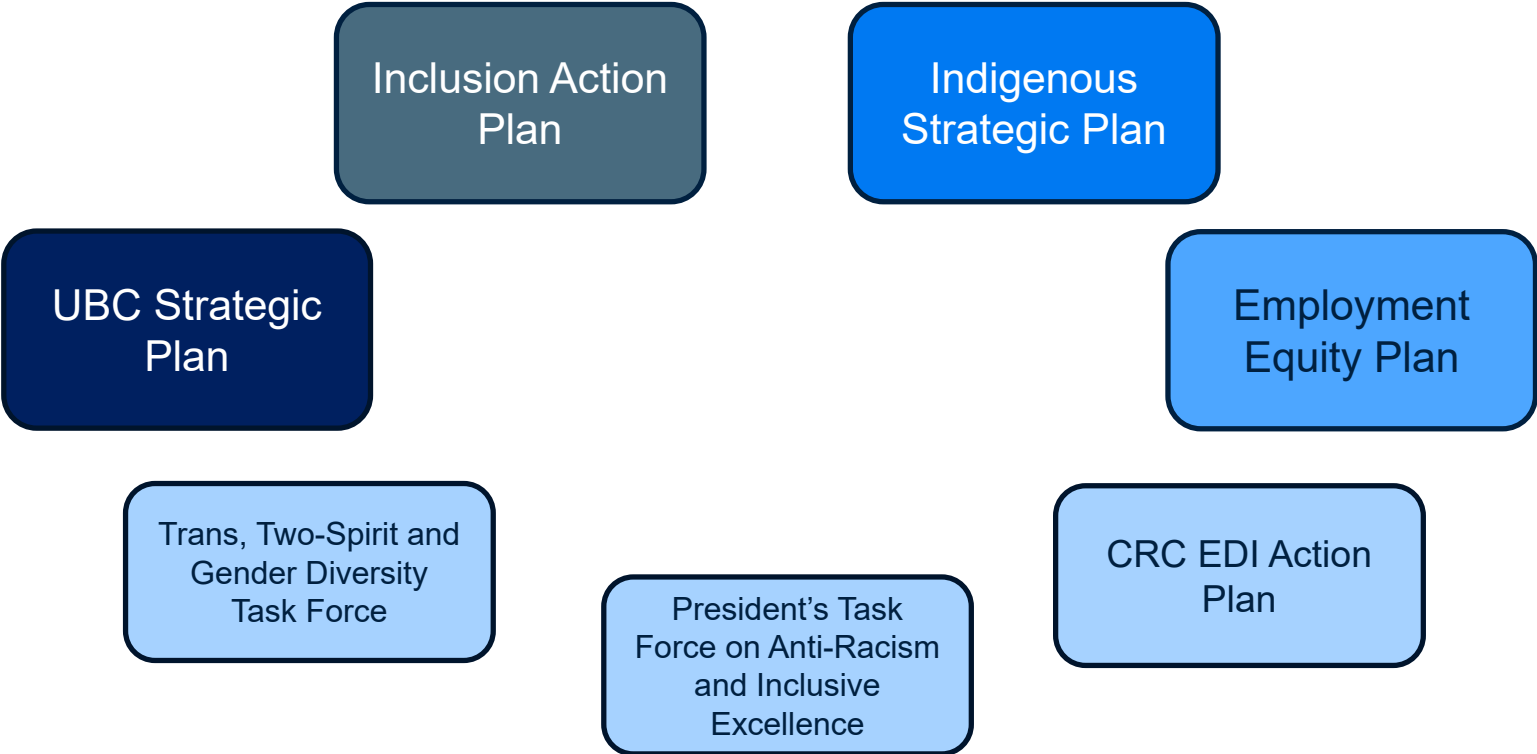 Inclusion Action
Plan
Indigenous
Strategic Plan
UBC Strategic
Plan
Employment
Equity Plan
Trans, Two-Spirit and
Gender Diversity
Task Force
President’s Task
Force on Anti-Racism
and Inclusive
Excellence
CRC EDI Action
Plan